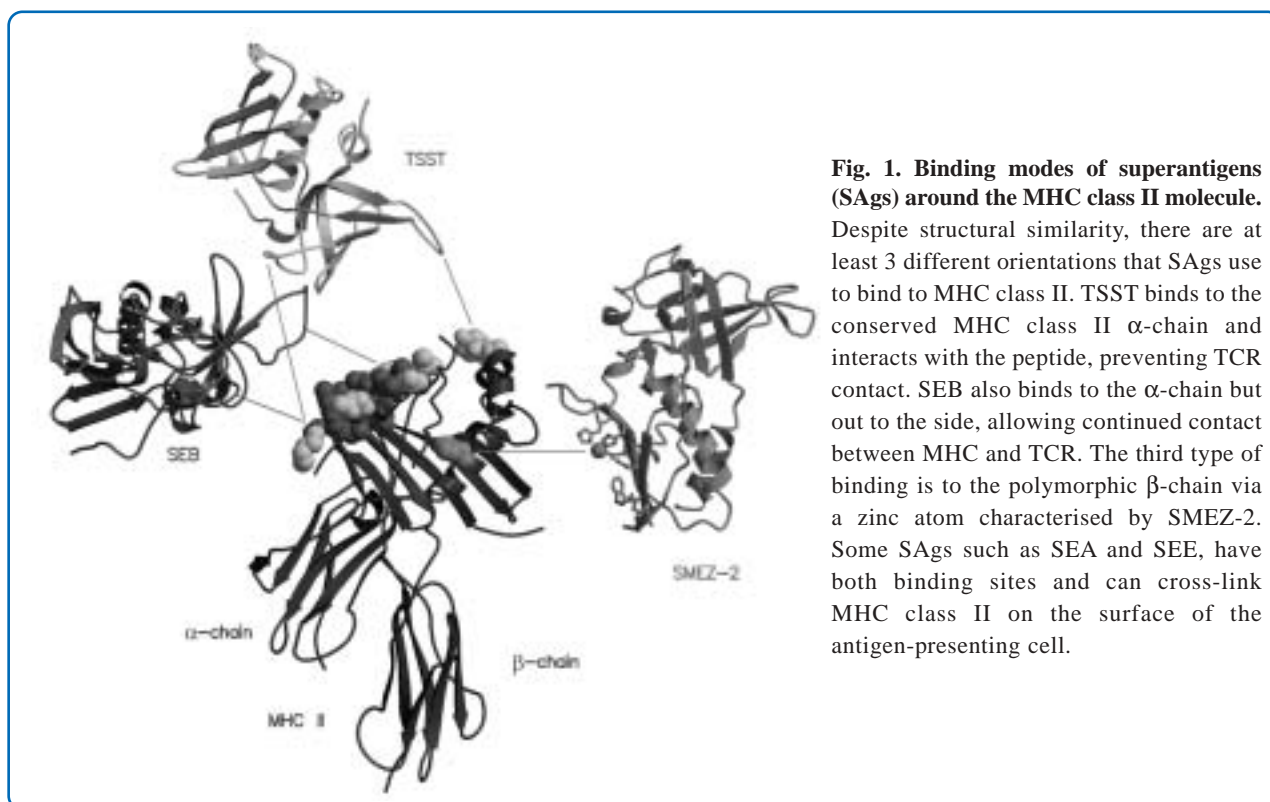 TSST
SEB
SMEZ-2
α-chain
β-chain
MHC II
Fig. 1. Binding modes of superantigens
(SAgs) around the MHC class II molecule.
Despite structural similarity, there are at
least 3 different orientations that SAgs use
to bind to MHC class II. TSST binds to the
conserved MHC class II α-chain and
interacts with the peptide, preventing TCR
contact. SEB also binds to the α-chain but
out to the side, allowing continued contact
between MHC and TCR. The third type of
binding is to the polymorphic β-chain via
a zinc atom characterised by SMEZ-2.
Some SAgs such as SEA and SEE, have
both binding sites and can cross-link
MHC class II on the surface of the
antigen-presenting cell.